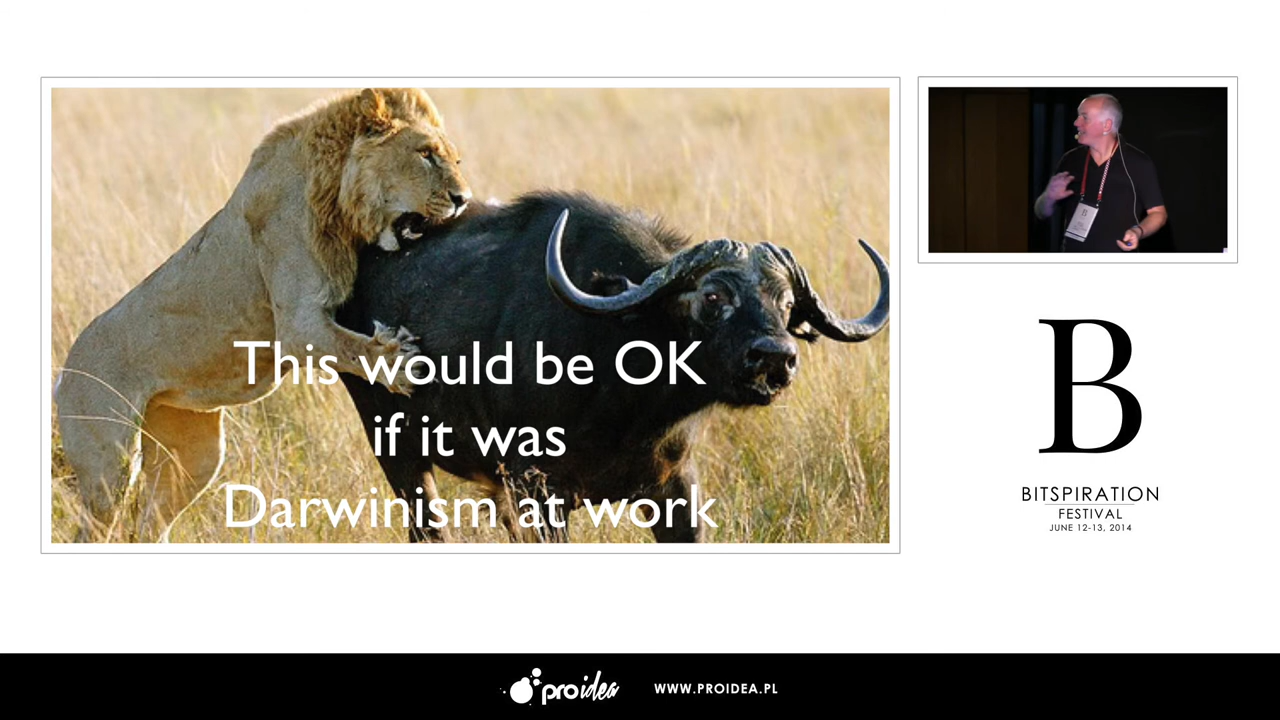 This would be OK
if it was
Darwinism at work
B
B
BITSPIRATION
FESTIVAL
JUNE 12-13, 2014
proidea
WWW.PROIDEA.PL